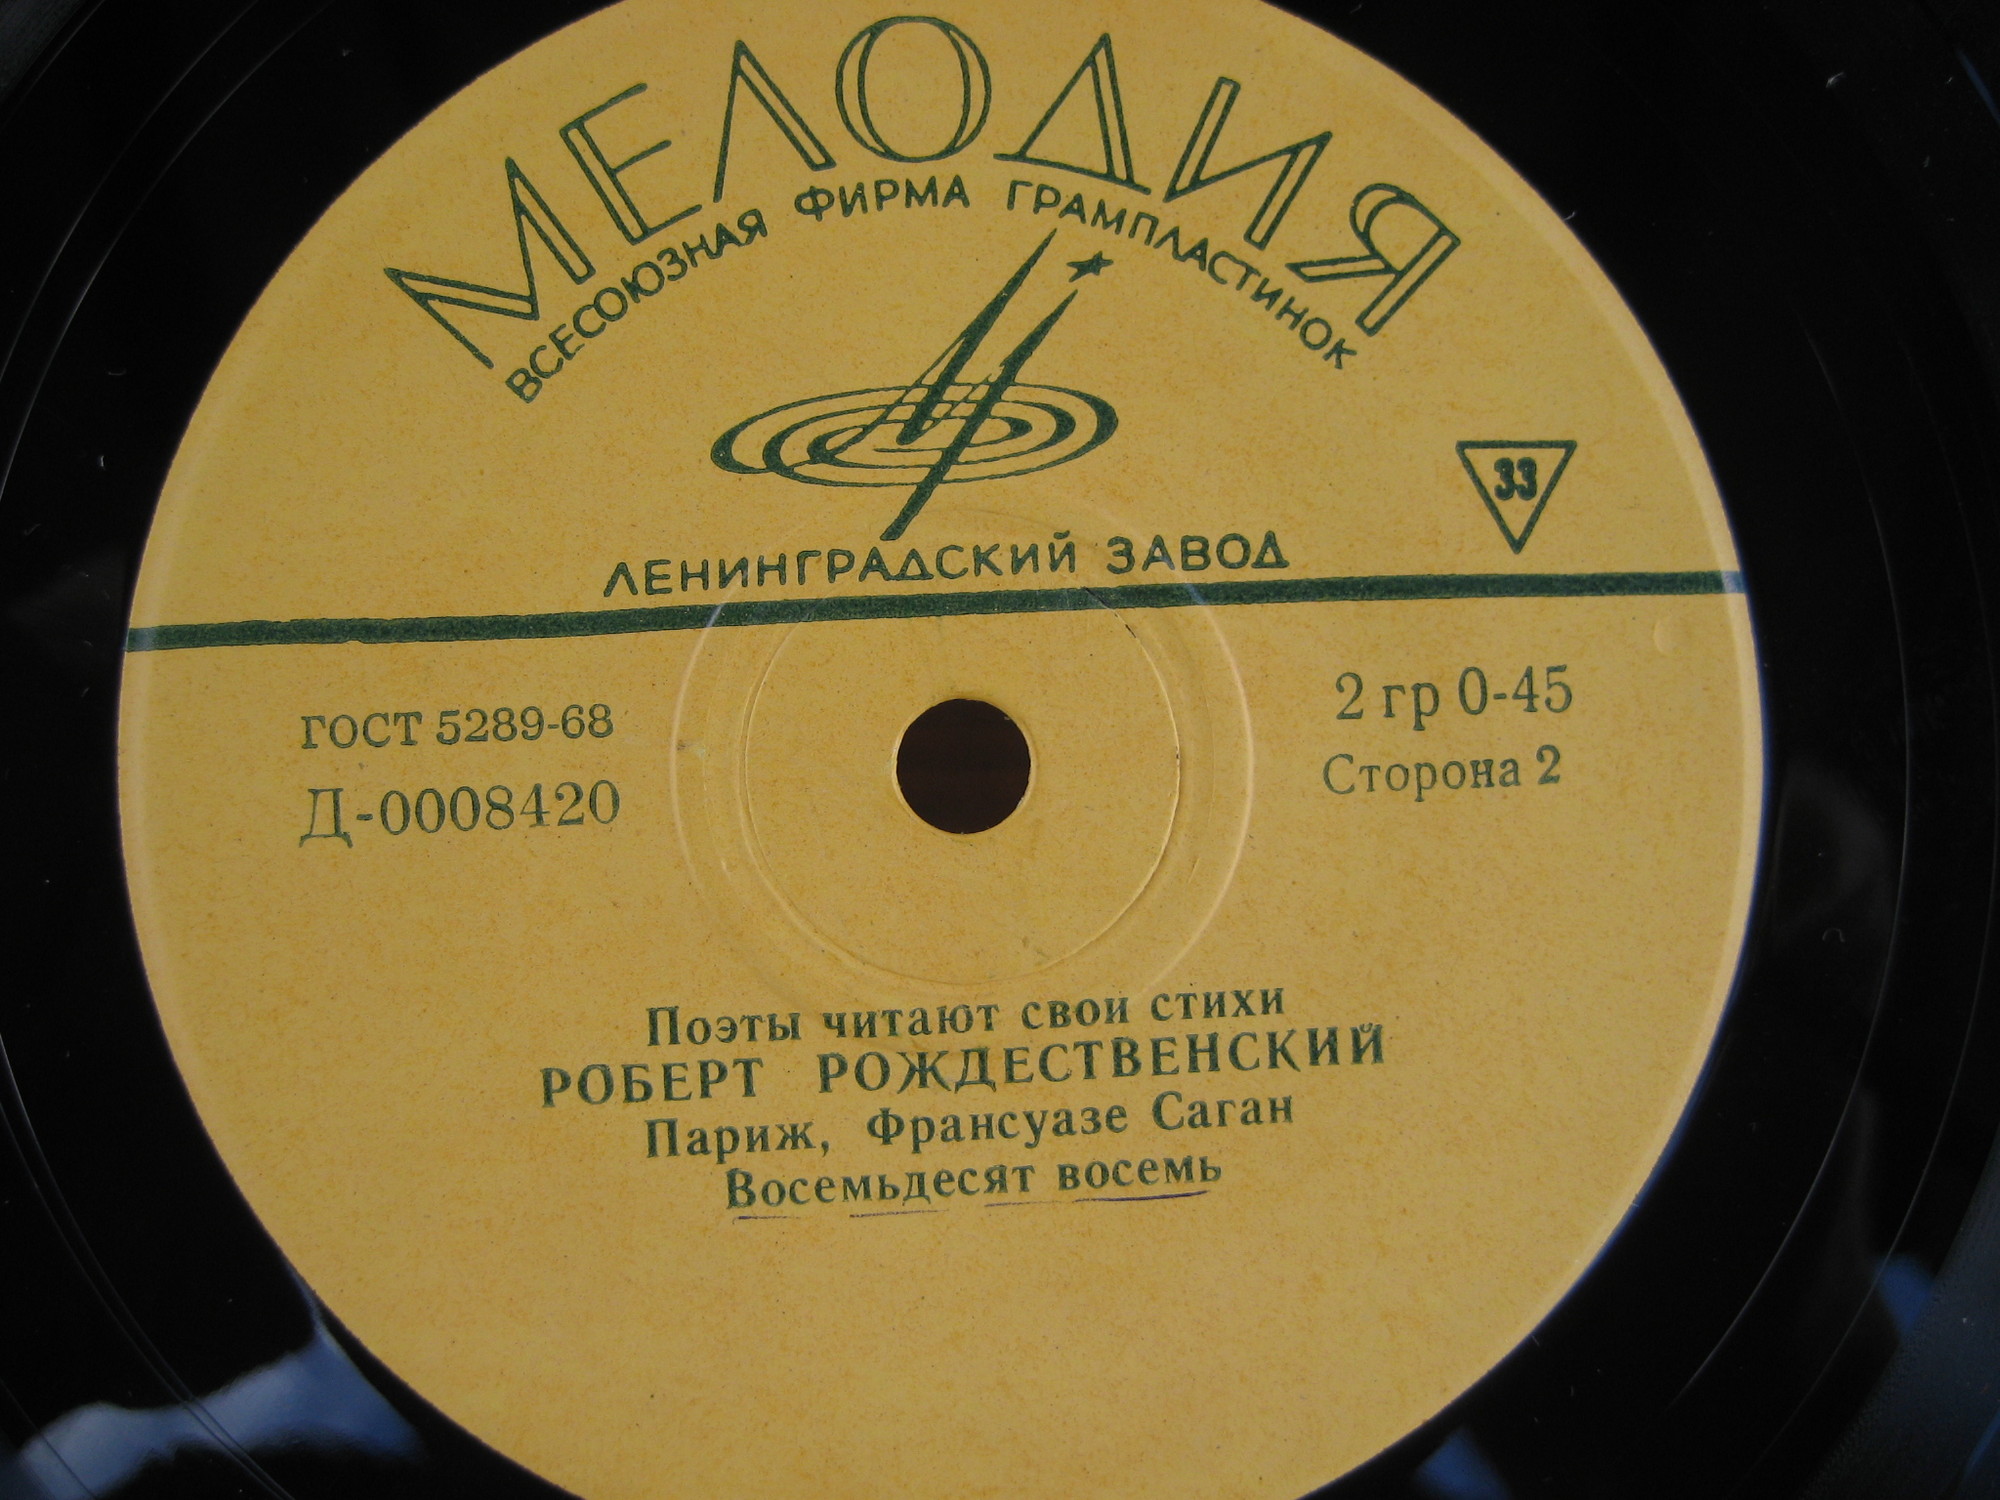 МЕЛОДИЯ
ВСЕСОЮЗНАЯ ФИРМА ГРАМПЛАСТИНОК
33
ЛЕНИНГРАДСКИЙ ЗАВОД
ГОСТ 5289-68
Д-0008420
2 гр 0-45
Сторона 2
Поэты читают свои стихи
РОБЕРТ РОЖДЕСТВЕНСКИЙ
Париж, Франсуазе Саган
Восемьдесят восемь